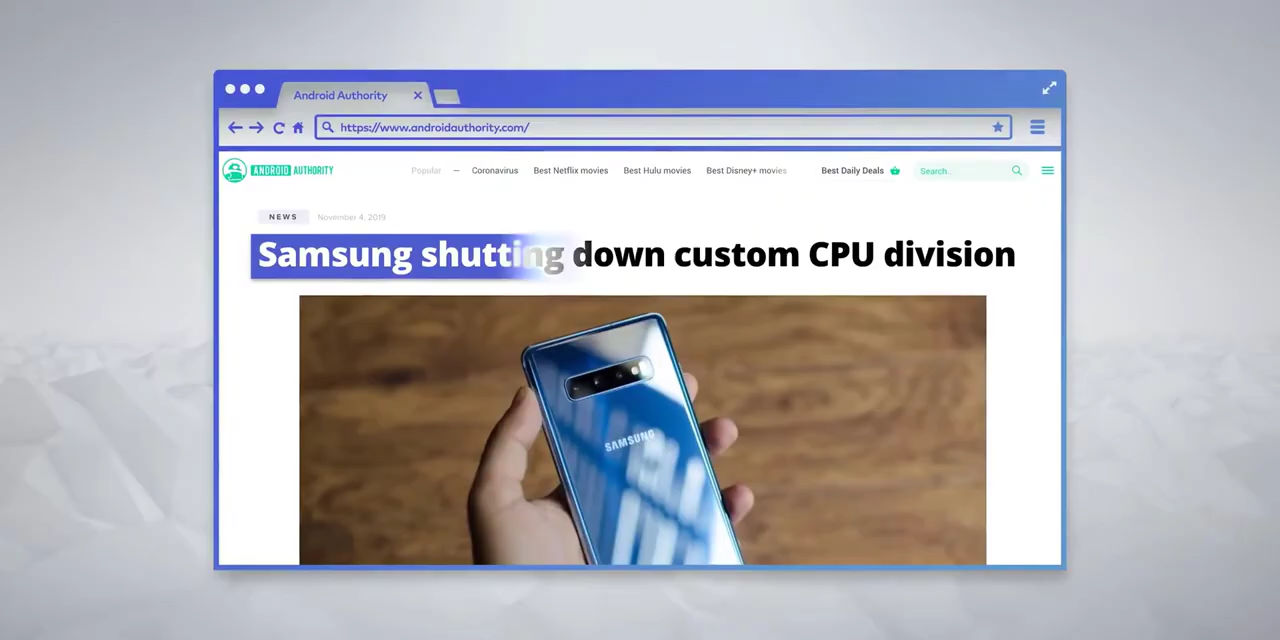 Android Authority
https://www.androidauthority.com/
ANDROID AUTHORITY Popular — Coronavirus Best Netflix movies Best Hulu movies Best Disney+ movies Best Daily Deals Search..
NEWS November 4, 2019
Samsung shutting down custom CPU division
SAMSUNG